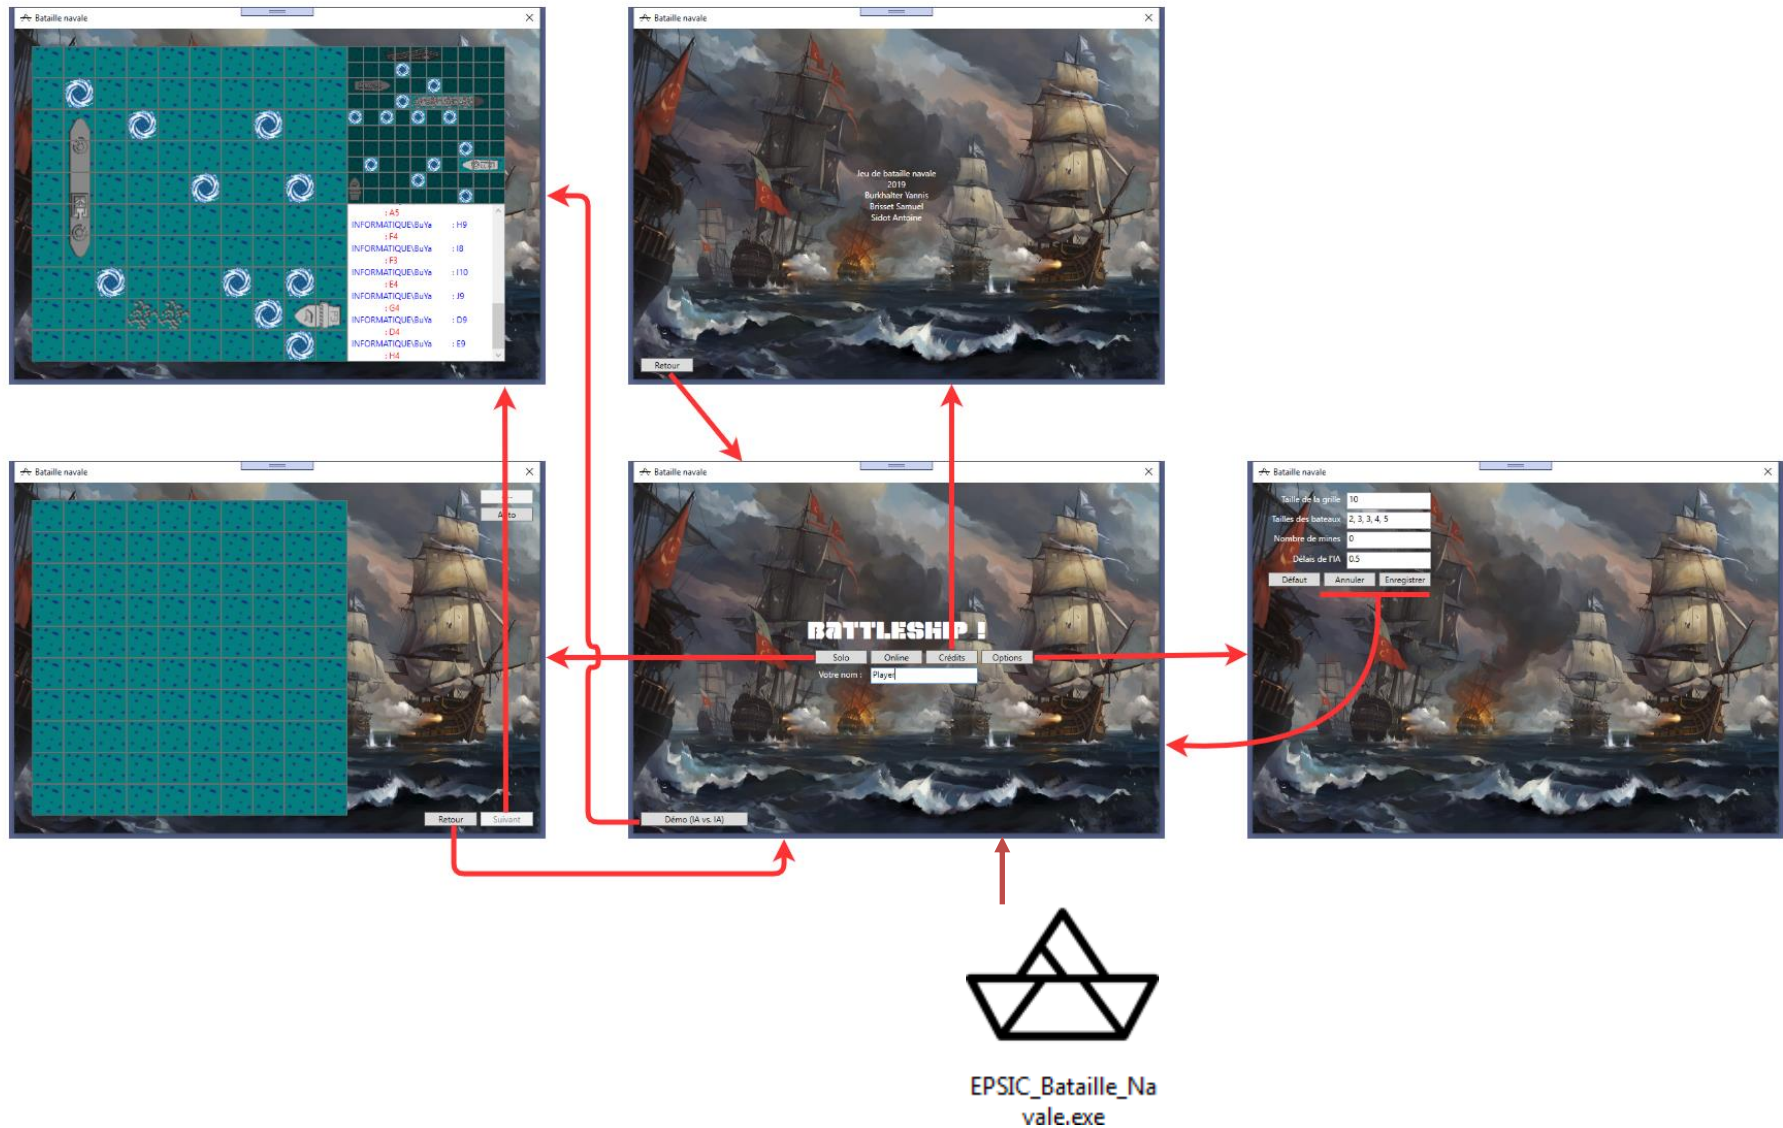 Bataille navale
: A5
INFORMATIQUE\BuYa : H9
: F4
INFORMATIQUE\BuYa : I8
: F3
INFORMATIQUE\BuYa : I10
: E4
INFORMATIQUE\BuYa : J9
: G4
INFORMATIQUE\BuYa : D9
: D4
INFORMATIQUE\BuYa : E9
: H4
Bataille navale
Jeu de bataille navale
2019
Burkhalter Yannis
Brisset Samuel
Sidot Antoine
Retour
Bataille navale
Auto
Retour
Suivant
Bataille navale
BATTLESHIP !
Solo
Online
Crédits
Options
Votre nom :
Player
Démo (IA vs. IA)
Bataille navale
Taille de la grille
10
Tailles des bateaux
2, 3, 3, 4, 5
Nombre de mines
0
Délais de l'IA
0.5
Défaut
Annuler
Enregistrer
EPSIC_Bataille_Na
vale.exe